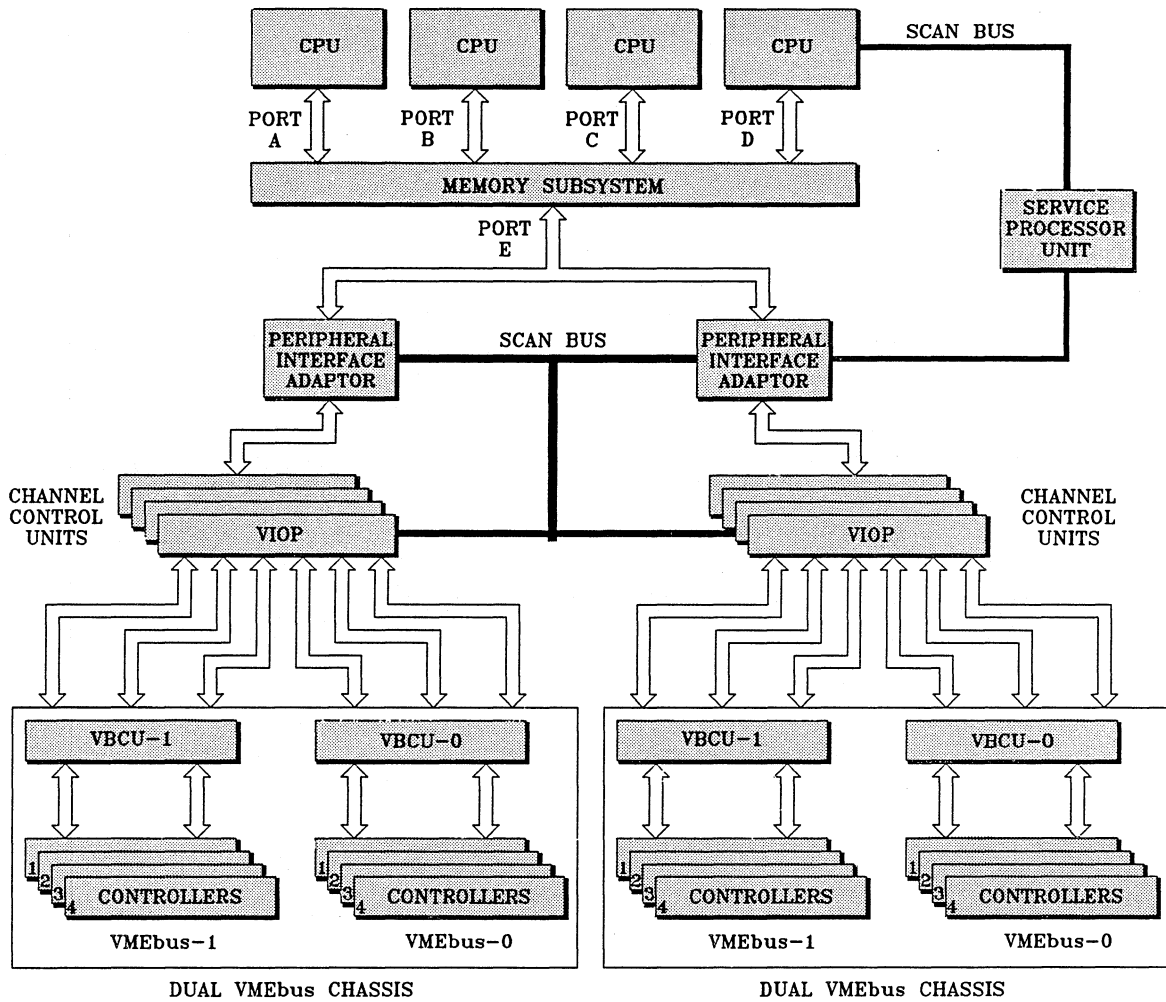 CPU
CPU
CPU
CPU
SCAN BUS
PORT
A
PORT
B
PORT
C
PORT
D
MEMORY SUBSYSTEM
PORT
E
SERVICE
PROCESSOR
UNIT
PERIPHERAL
INTERFACE
ADAPTOR
SCAN BUS
PERIPHERAL
INTERFACE
ADAPTOR
CHANNEL
CONTROL
UNITS
VIOP
VIOP
CHANNEL
CONTROL
UNITS
VBCU-1
VBCU-0
VBCU-1
VBCU-0
1
2
3
4
CONTROLLERS
1
2
3
4
CONTROLLERS
1
2
3
4
CONTROLLERS
1
2
3
4
CONTROLLERS
VMEbus-1
VMEbus-0
VMEbus-1
VMEbus-0
DUAL VMEbus CHASSIS
DUAL VMEbus CHASSIS